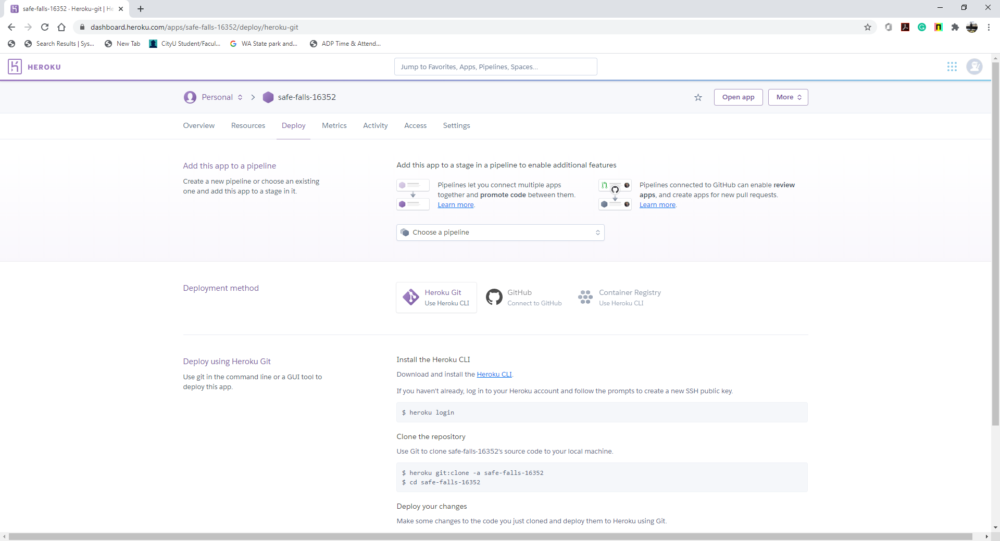 safe-falls-16352 · Heroku-git | He
dashboard.heroku.com/apps/safe-falls-16352/deploy/heroku-git
Search Results | Sys...
New Tab
CityU Student/Facul...
WA State park and...
ADP Time & Attend...
HEROKU
Jump to Favorites, Apps, Pipelines, Spaces...
Personal
safe-falls-16352
Open app
More
Overview
Resources
Deploy
Metrics
Activity
Access
Settings
Add this app to a pipeline
Create a new pipeline or choose an existing
one and add this app to a stage in it.
Add this app to a stage in a pipeline to enable additional features
Pipelines let you connect multiple apps
together and promote code between them.
Learn more.
Pipelines connected to GitHub can enable review
apps, and create apps for new pull requests.
Learn more.
Choose a pipeline
Deployment method
Heroku Git
Use Heroku CLI
GitHub
Connect to GitHub
Container Registry
Use Heroku CLI
Deploy using Heroku Git
Use git in the command line or a GUI tool to
deploy this app.
Install the Heroku CLI
Download and install the Heroku CLI.
If you haven't already, log in to your Heroku account and follow the prompts to create a new SSH public key.
$ heroku login
Clone the repository
Use Git to clone safe-falls-16352's source code to your local machine.
$ heroku git:clone -a safe-falls-16352
$ cd safe-falls-16352
Deploy your changes
Make some changes to the code you just cloned and deploy them to Heroku using Git.